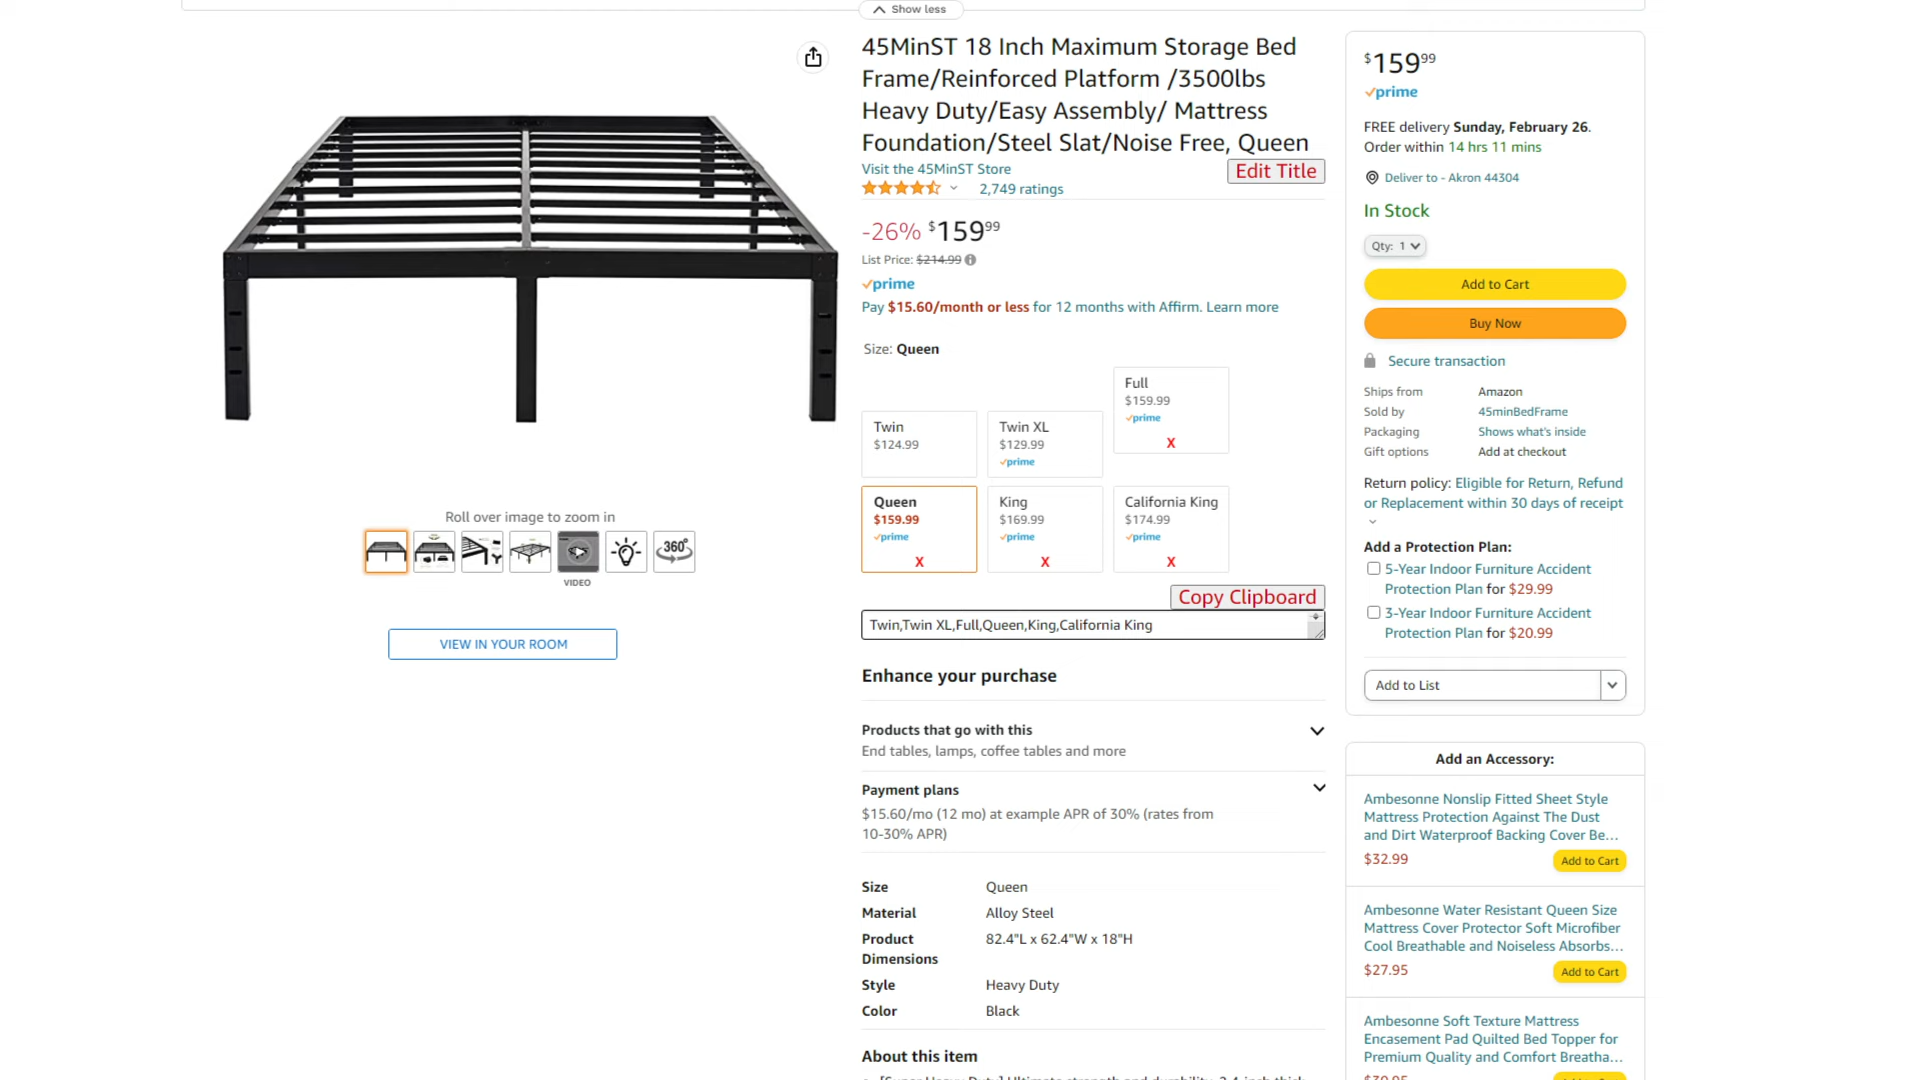 Show less
45MinST 18 Inch Maximum Storage Bed
Frame/Reinforced Platform /3500lbs
Heavy Duty/Easy Assembly/ Mattress
Foundation/Steel Slat/Noise Free, Queen
Visit the 45MinST Store
Edit Title
2,749 ratings
-26% $159 99
List Price: $214.99
prime
Pay $15.60/month or less for 12 months with Affirm. Learn more
Size: Queen
Twin
$124.99
Twin XL
$129.99
prime
Full
$159.99
prime
X
Queen
$159.99
prime
X
King
$169.99
prime
X
California King
$174.99
prime
X
Copy Clipboard
Twin,Twin XL,Full,Queen,King,California King
Roll over image to zoom in
360°
VIDEO
VIEW IN YOUR ROOM
Enhance your purchase
Products that go with this
End tables, lamps, coffee tables and more
Payment plans
$15.60/mo (12 mo) at example APR of 30% (rates from
10-30% APR)
Size Queen
Material Alloy Steel
Product Dimensions 82.4"L x 62.4"W x 18"H
Style Heavy Duty
Color Black
About this item
$159 99
prime
FREE delivery Sunday, February 26.
Order within 14 hrs 11 mins
Deliver to - Akron 44304
In Stock
Qty: 1
Add to Cart
Buy Now
Secure transaction
Ships from Amazon
Sold by 45minBedFrame
Packaging Shows what's inside
Gift options Add at checkout
Return policy: Eligible for Return, Refund
or Replacement within 30 days of receipt
Add a Protection Plan:
5-Year Indoor Furniture Accident
Protection Plan for $29.99
3-Year Indoor Furniture Accident
Protection Plan for $20.99
Add to List
Add an Accessory:
Ambesonne Nonslip Fitted Sheet Style
Mattress Protection Against The Dust
and Dirt Waterproof Backing Cover Be...
$32.99
Add to Cart
Ambesonne Water Resistant Queen Size
Mattress Cover Protector Soft Microfiber
Cool Breathable and Noiseless Absorbs...
$27.95
Add to Cart
Ambesonne Soft Texture Mattress
Encasement Pad Quilted Bed Topper for
Premium Quality and Comfort Breatha...